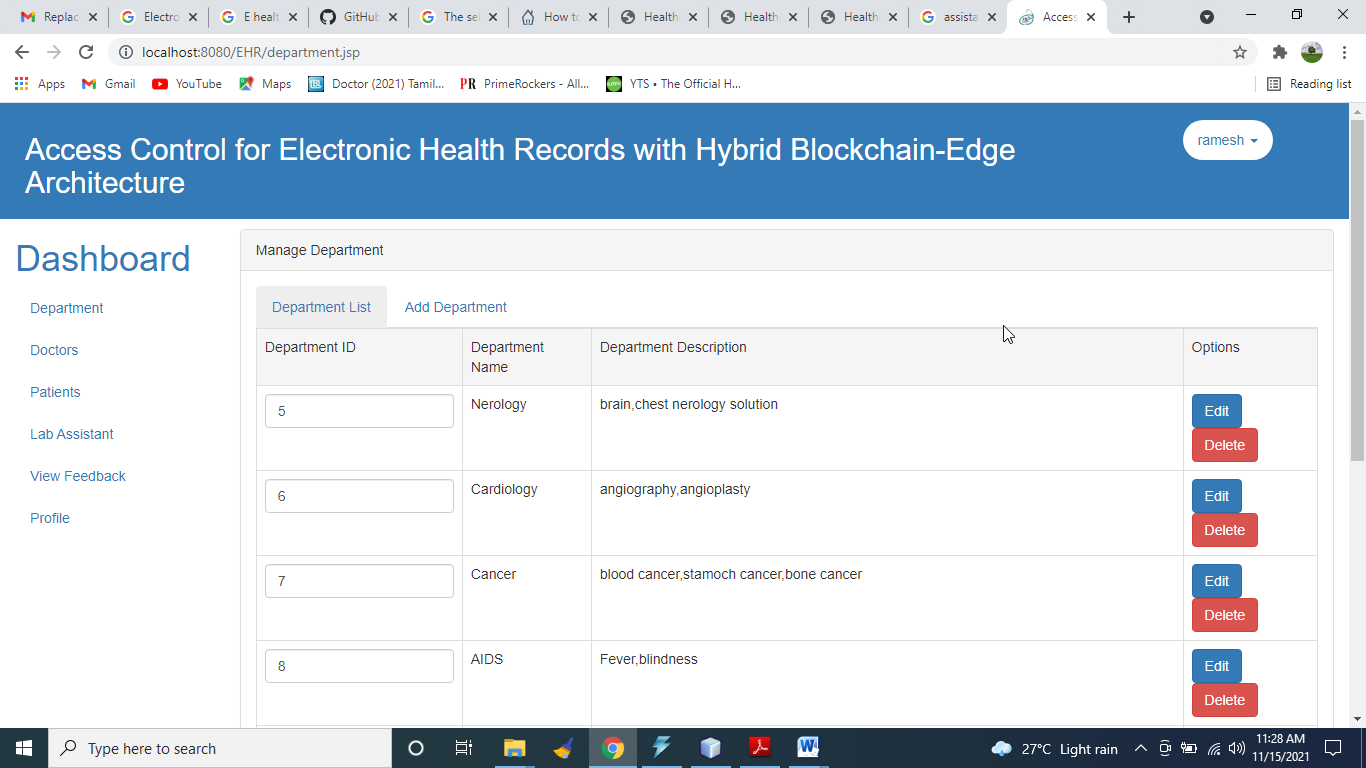 Replac
Electro
E healt
GitHub
The sel
How to
Health
Health
Health
assista
Access
localhost:8080/EHR/department.jsp
Apps
Gmail
YouTube
Maps
Doctor (2021) Tamil...
PR PrimeRockers - All...
YTS • The Official H...
Reading list
Access Control for Electronic Health Records with Hybrid Blockchain-Edge
Architecture
ramesh
Dashboard
Department
Doctors
Patients
Lab Assistant
View Feedback
Profile
Manage Department
Department List Add Department
Department ID
Department
Name
Department Description
Options
5 Nerology brain,chest nerology solution Edit
Delete
6 Cardiology angiography,angioplasty Edit
Delete
7 Cancer blood cancer,stamoch cancer,bone cancer Edit
Delete
8 AIDS Fever,blindness Edit
Delete
Type here to search
27°C Light rain
11:28 AM
11/15/2021